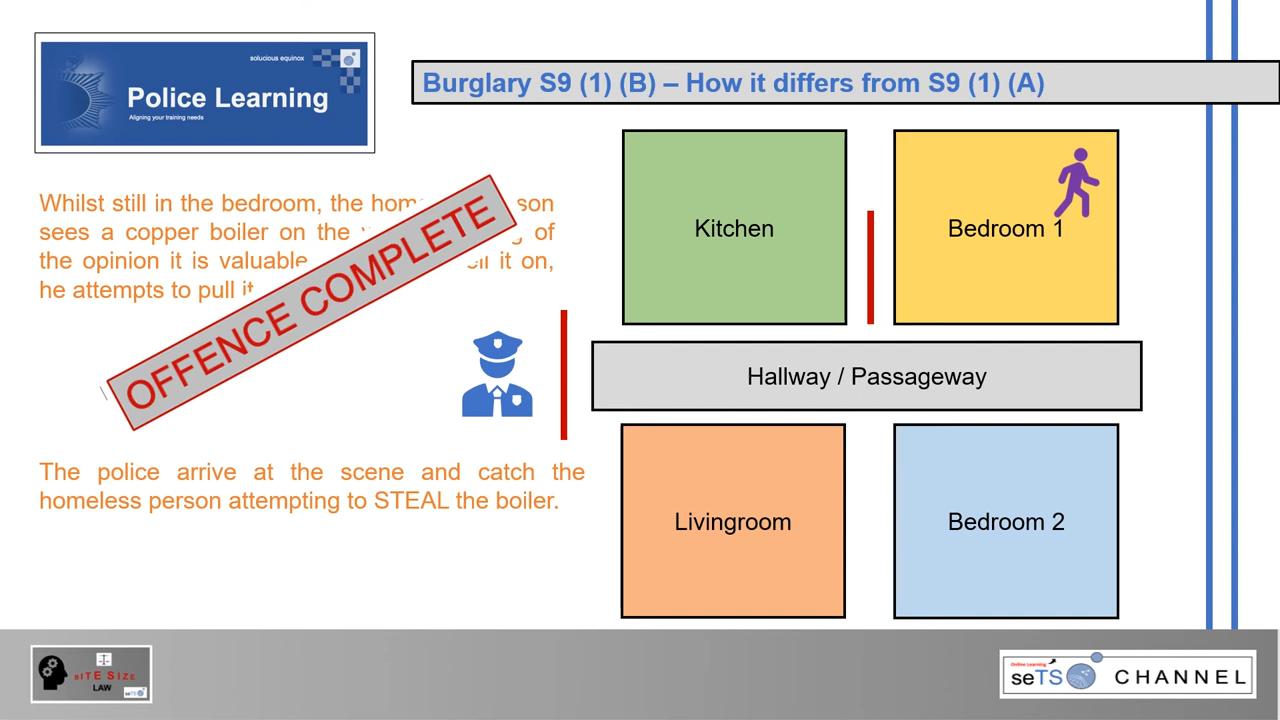 solucious equinox
Police Learning
Aligning your training needs
Burglary S9 (1) (B) – How it differs from S9 (1) (A)
Whilst still in the bedroom, the
sees a copper boiler on the of
the opinion it is valuable it on,
he attempts to pull
OFFENCE COMPLETE
The police arrive at the scene and catch the
homeless person attempting to STEAL the boiler.
Kitchen
Bedroom 1
Hallway / Passageway
Livingroom
Bedroom 2
BITE SIZE
LAW
seTS
Online Learning
seTS CHANNEL